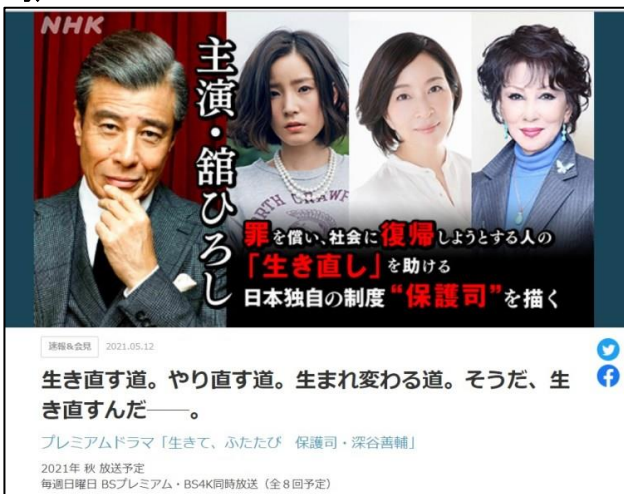 NHK
主演・舘ひろし
NORTH CRAWF
罪を償い、社会に復帰しようとする人の
「生き直し」を助ける
日本独自の制度“保護司”を描く
速報&会見 2021.05.12
生き直す道。やり直す道。生まれ変わる道。そうだ、生
き直すんだ――。
プレミアムドラマ「生きて、ふたたび 保護司・深谷善輔」
2021年 秋 放送予定
毎週日曜日 BSプレミアム・BS4K同時放送（全８回予定）